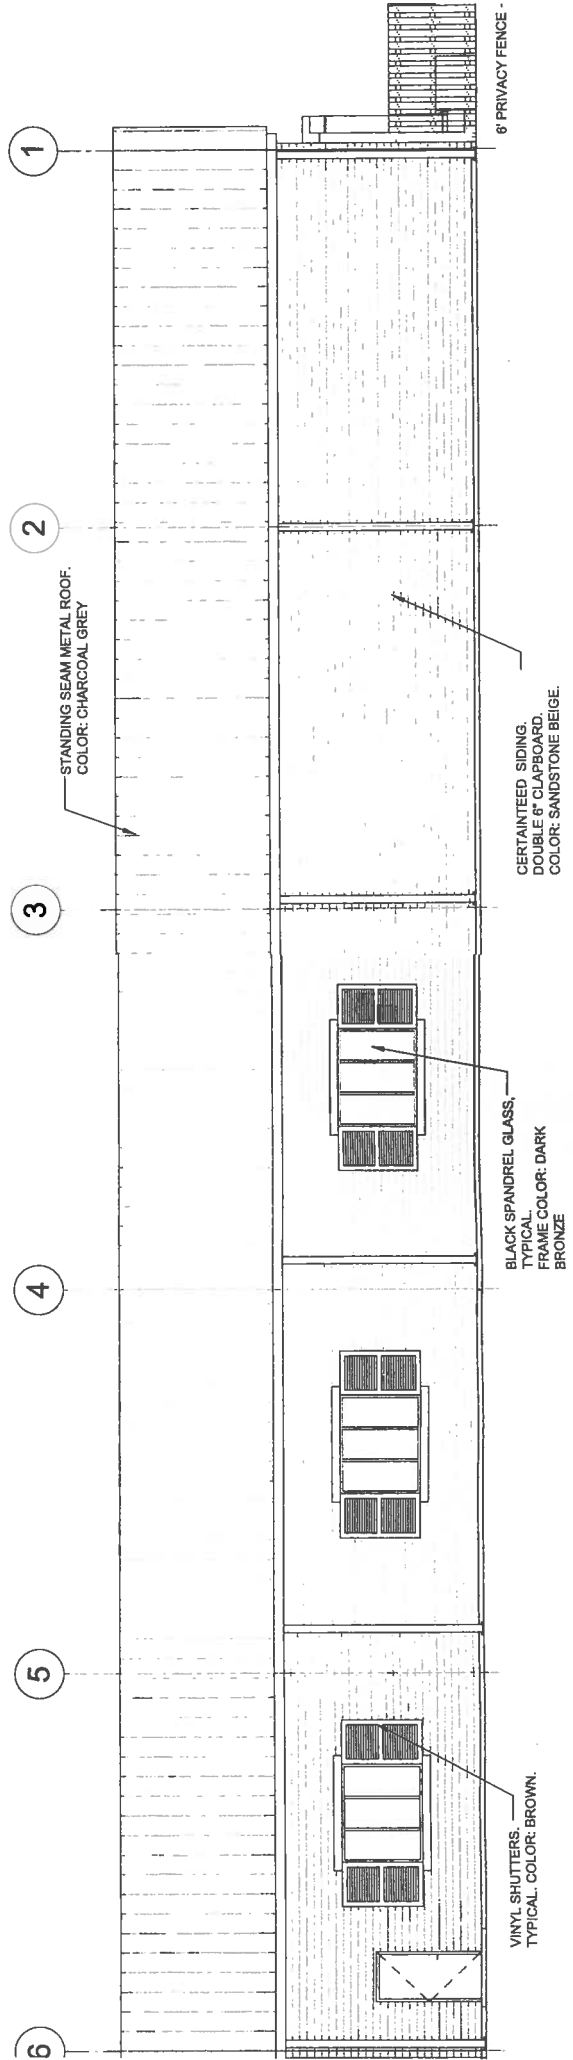 6
5
4
3
2
1
STANDING SEAM METAL ROOF.
COLOR: CHARCOAL GREY
VINYL SHUTTERS.
TYPICAL. COLOR: BROWN.
BLACK SPANDREL GLASS,
TYPICAL.
FRAME COLOR: DARK
BRONZE
CERTAINTEED SIDING.
DOUBLE 6" CLAPBOARD.
COLOR: SANDSTONE BEIGE.
6' PRIVACY FENCE -